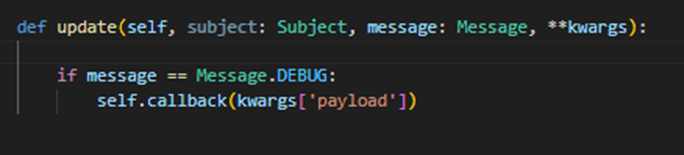 def update(self, subject: Subject, message: Message, **kwargs):
if message == Message.DEBUG:
self.callback(kwargs['payload'])